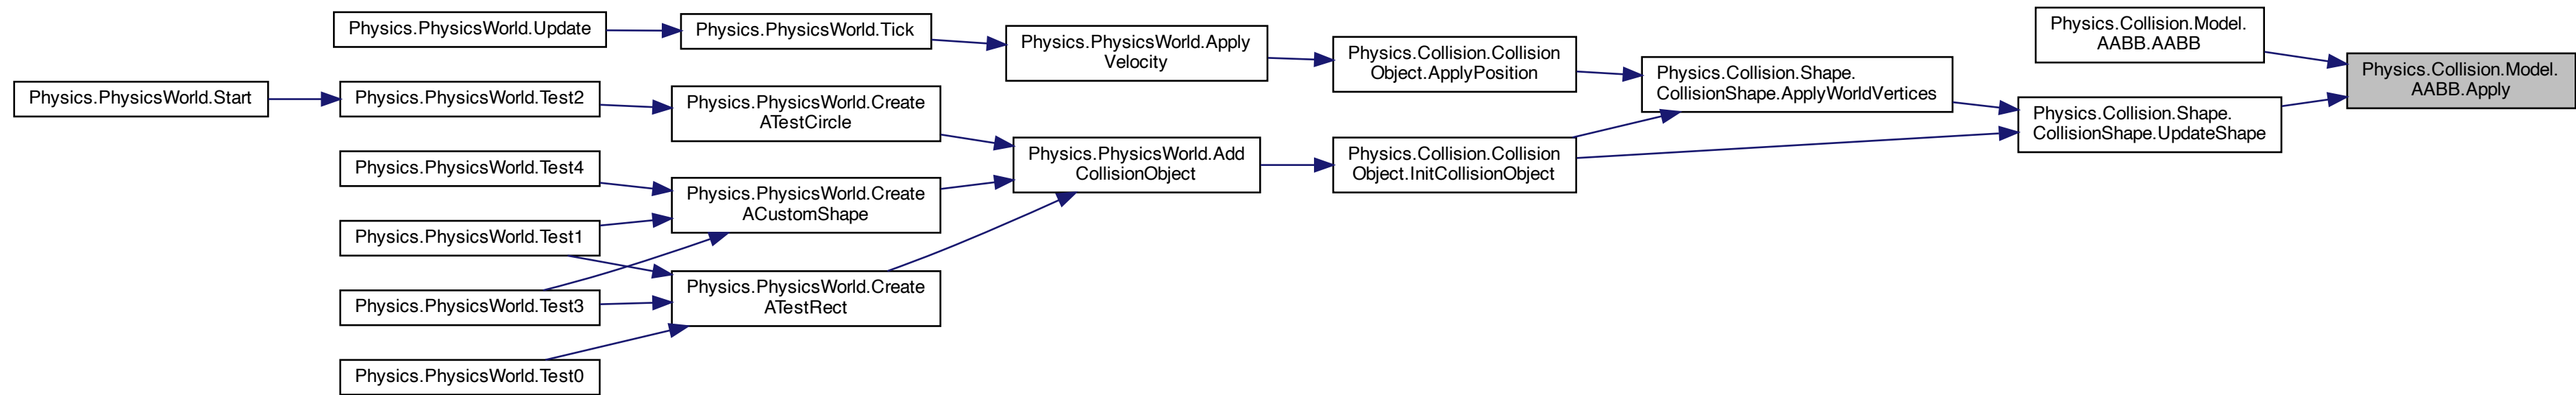 Physics.PhysicsWorld.Update
Physics.PhysicsWorld.Tick
Physics.PhysicsWorld.Apply
Velocity
Physics.Collision.Collision
Object.ApplyPosition
Physics.Collision.Shape.
CollisionShape.ApplyWorldVertices
Physics.Collision.Model.
AABB.AABB
Physics.Collision.Model.
AABB.Apply
Physics.PhysicsWorld.Start
Physics.PhysicsWorld.Test2
Physics.PhysicsWorld.Create
ATestCircle
Physics.PhysicsWorld.Add
CollisionObject
Physics.Collision.Collision
Object.InitCollisionObject
Physics.Collision.Shape.
CollisionShape.UpdateShape
Physics.PhysicsWorld.Test4
Physics.PhysicsWorld.Create
ACustomShape
Physics.PhysicsWorld.Test1
Physics.PhysicsWorld.Test3
Physics.PhysicsWorld.Create
ATestRect
Physics.PhysicsWorld.Test0